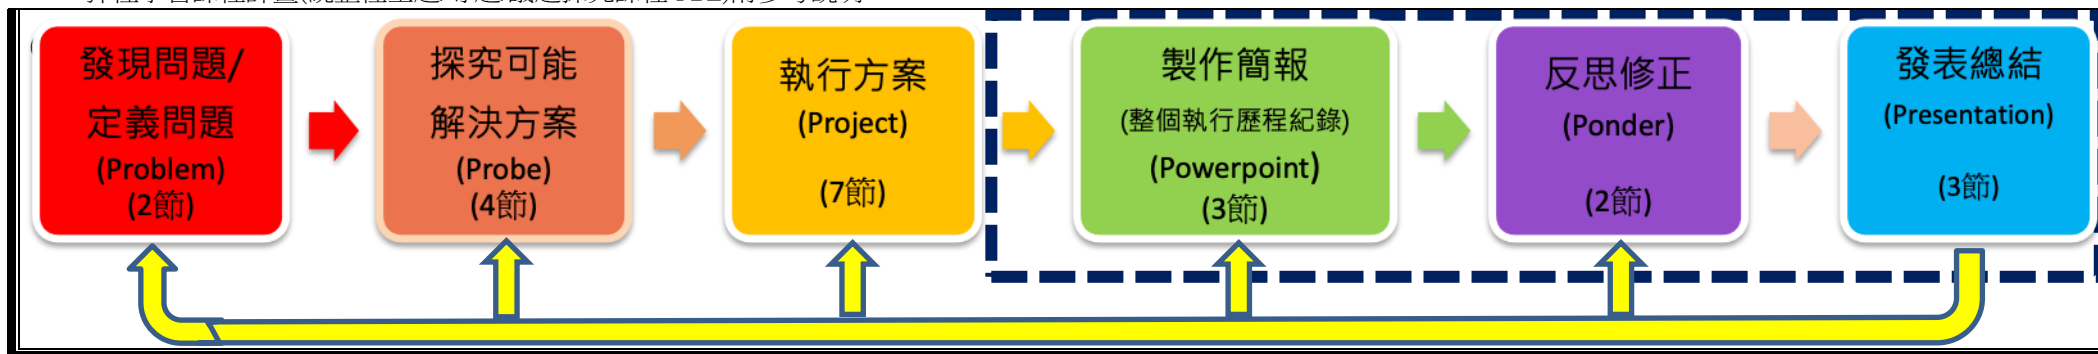 發現問題/
定義問題
(Problem)
(2節)
探究可能
解決方案
(Probe)
(4節)
執行方案
(Project)
(7節)
製作簡報
(整個執行歷程紀錄)
(Powerpoint)
(3節)
反思修正
(Ponder)
(2節)
發表總結
(Presentation)
(3節)